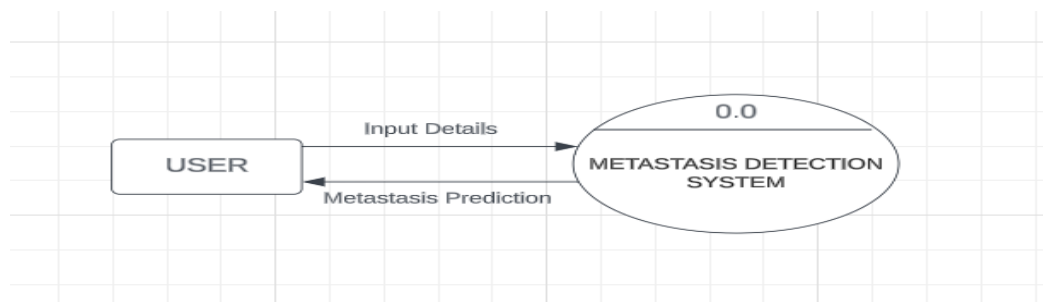 0.0
Input Details
USER
METASTASIS DETECTION
SYSTEM
Metastasis Prediction